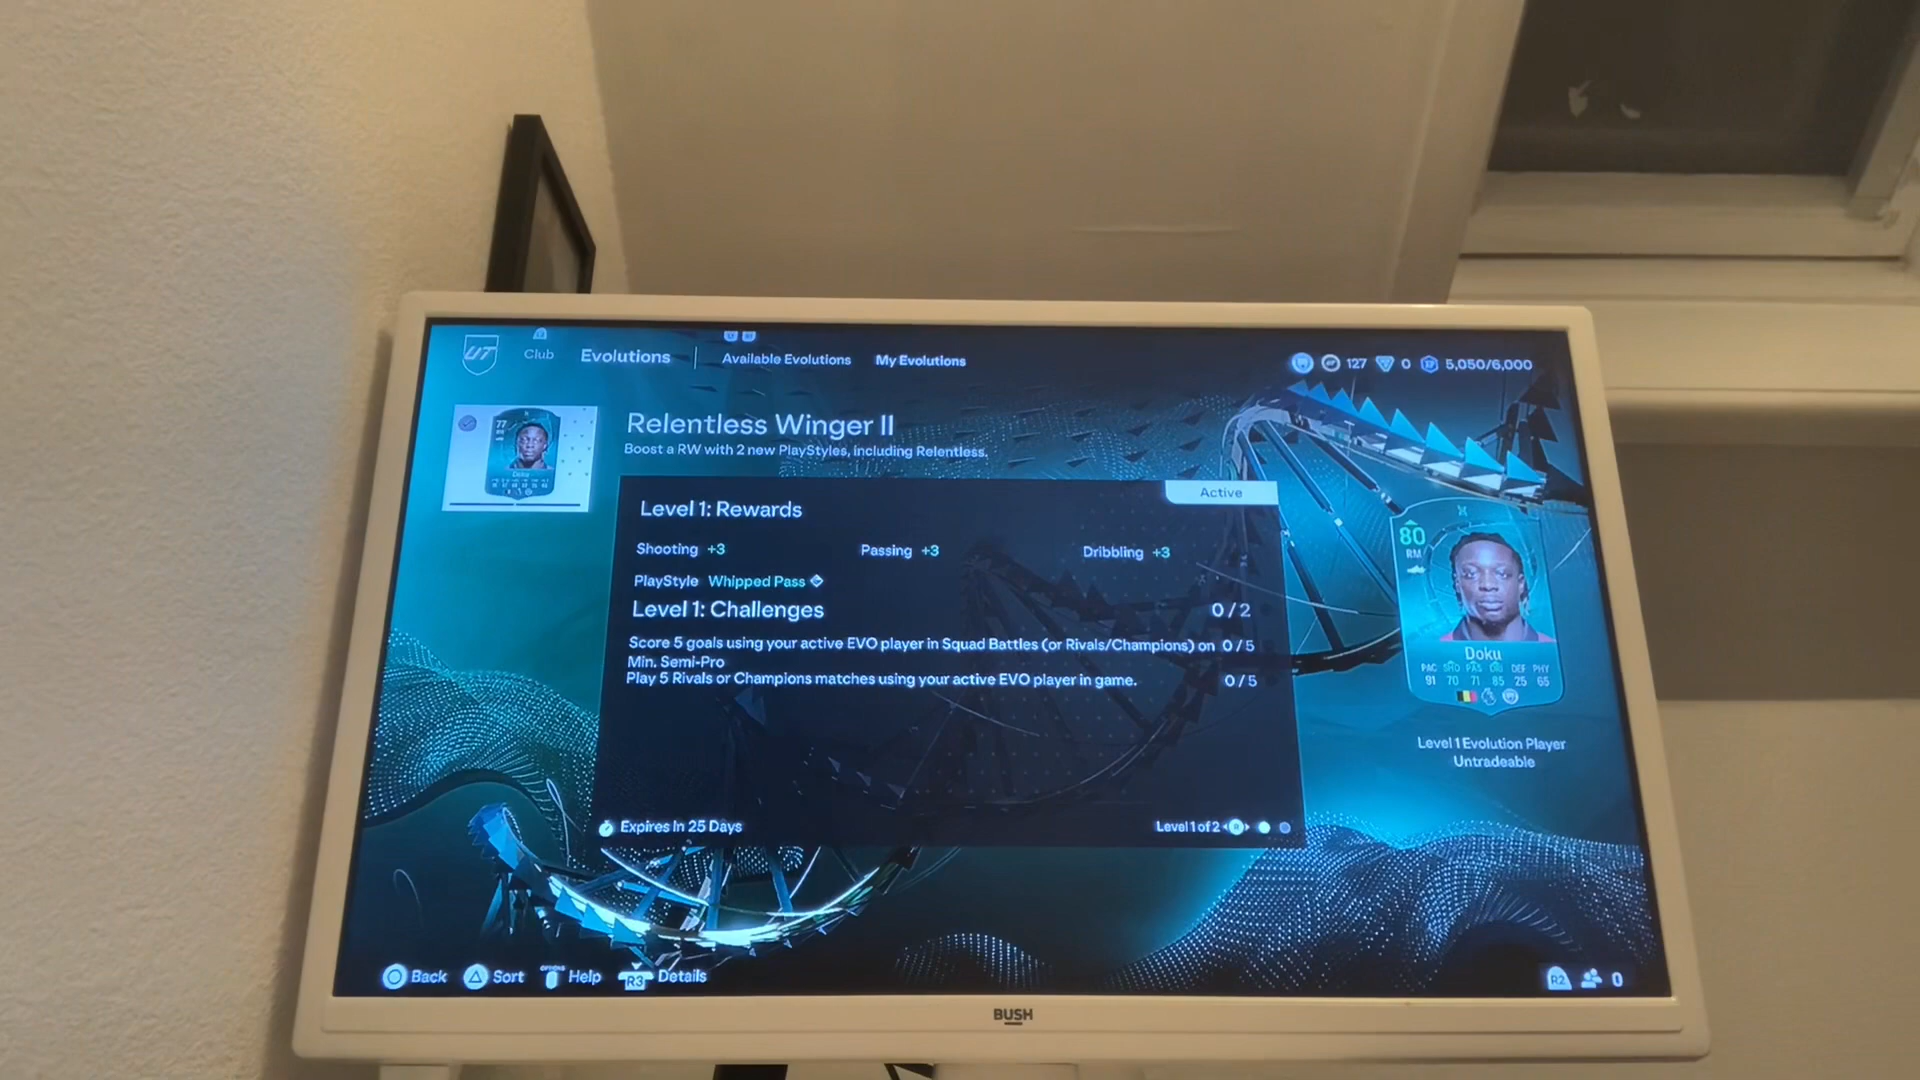 UT Club Evolutions Available Evolutions My Evolutions 127 0 5,050/6,000
77
Doku
Relentless Winger II
Boost a RW with 2 new PlayStyles, including Relentless.
Active
Level 1: Rewards
Shooting +3 Passing +3 Dribbling +3
PlayStyle Whipped Pass
Level 1: Challenges 0/2
Score 5 goals using your active EVO player in Squad Battles (or Rivals/Champions) on 0/5
Min. Semi-Pro
Play 5 Rivals or Champions matches using your active EVO player in game. 0/5
Expires In 25 Days
Level 1 of 2 R
80
RM
Doku
PAC SHO PAS DRI DEF PHY
91 70 71 85 25 65
Level 1 Evolution Player
Untradeable
Back Sort OPTIONS Help R3 Details
R2 0
BUSH